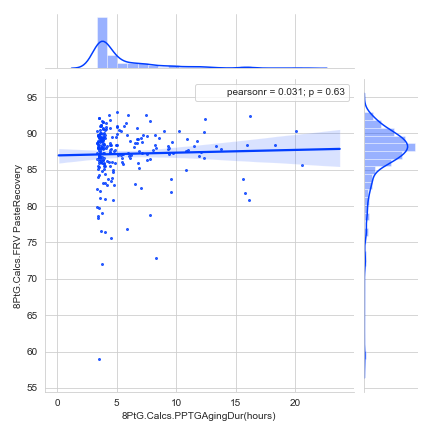 pearsonr = 0.031; p = 0.63
95
90
85
80
75
70
65
60
55
8PtG.Calcs.FRV PasteRecovery
0 5 10 15 20
8PtG.Calcs.PPTGAgingDur(hours)